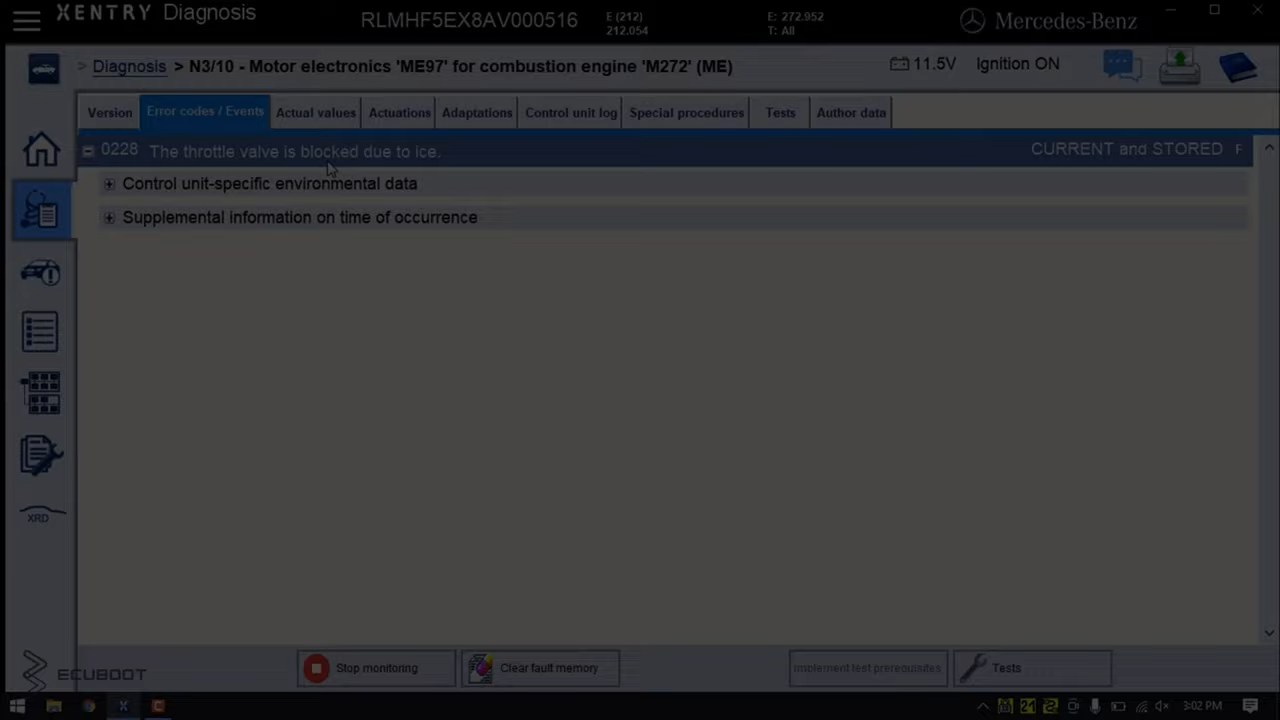 XENTRY Diagnosis
RLMHF5EX8AV000516
E (212)
212.054
E: 272.952
T: All
Mercedes-Benz
> Diagnosis > N3/10 - Motor electronics 'ME97' for combustion engine 'M272' (ME)
11.5V
Ignition ON
Version
Error codes / Events
Actual values
Actuations
Adaptations
Control unit log
Special procedures
Tests
Author data
0228 The throttle valve is blocked due to ice.
CURRENT and STORED F
Control unit-specific environmental data
Supplemental information on time of occurrence
XRD
ECUBOOT
Stop monitoring
Clear fault memory
Implement test prerequisites
Tests
3:02 PM